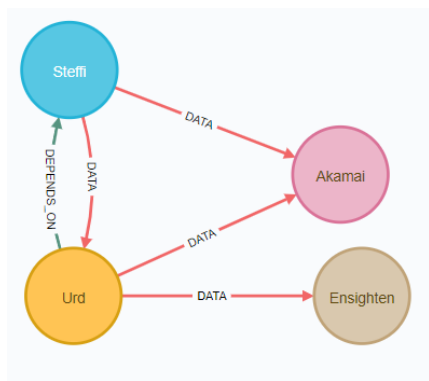 Steffi
DATA
DEPENDS_ON
DATA
Akamai
DATA
Urd
DATA
Ensighten